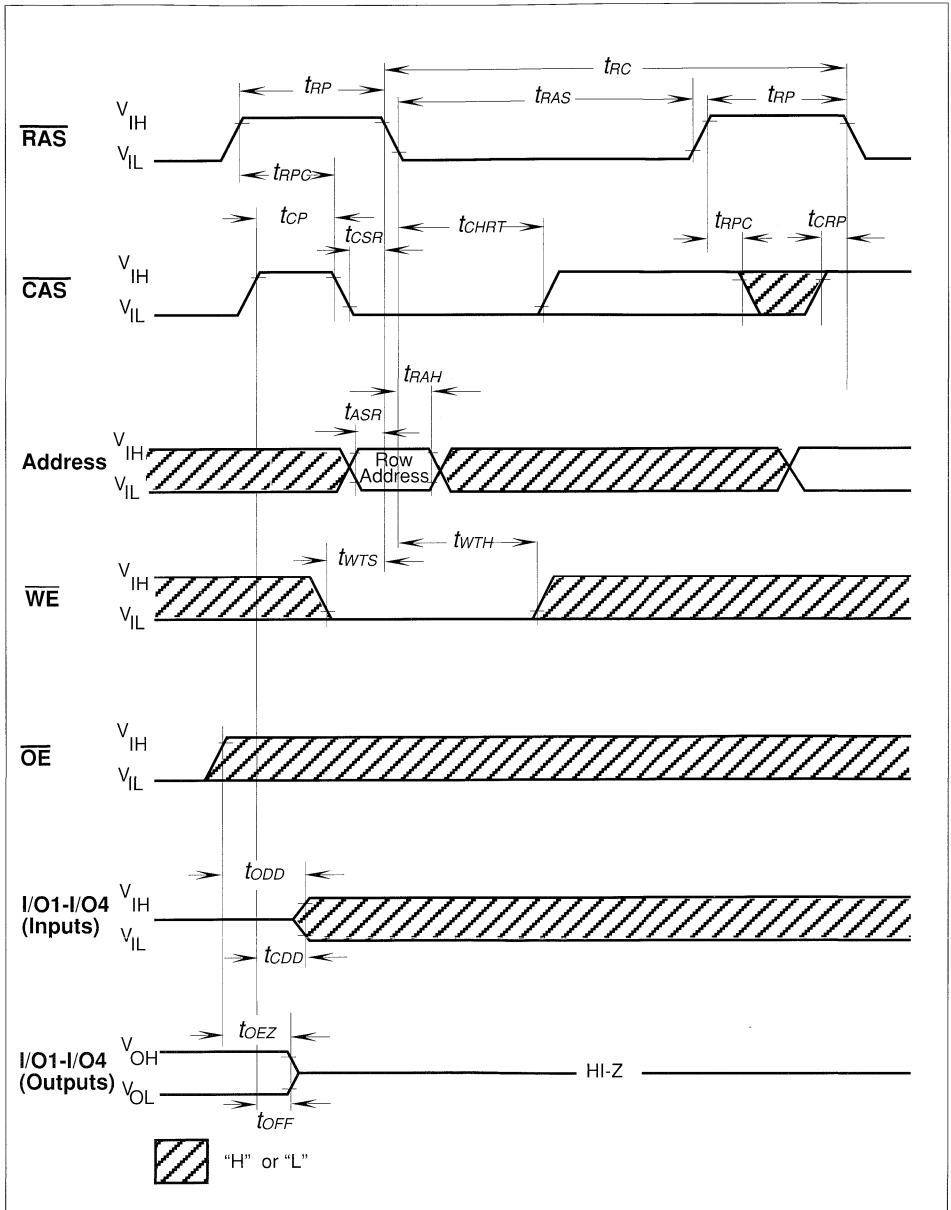 tRC
tRP tRAS tRP
VIH
RAS
VIL
tRPC
tCP tCHRT tRPC tCRP
tCSR
VIH
CAS
VIL
tRAH
tASR
VIH
Address Row Address
VIL
tWTS tWTH
VIH
WE
VIL
VIH
OE
VIL
tODD
VIH
I/O1-I/O4
(Inputs)
VIL
tCDD
tOEZ
VOH
I/O1-I/O4
(Outputs)
HI-Z
VOL
tOFF
"H" or "L"